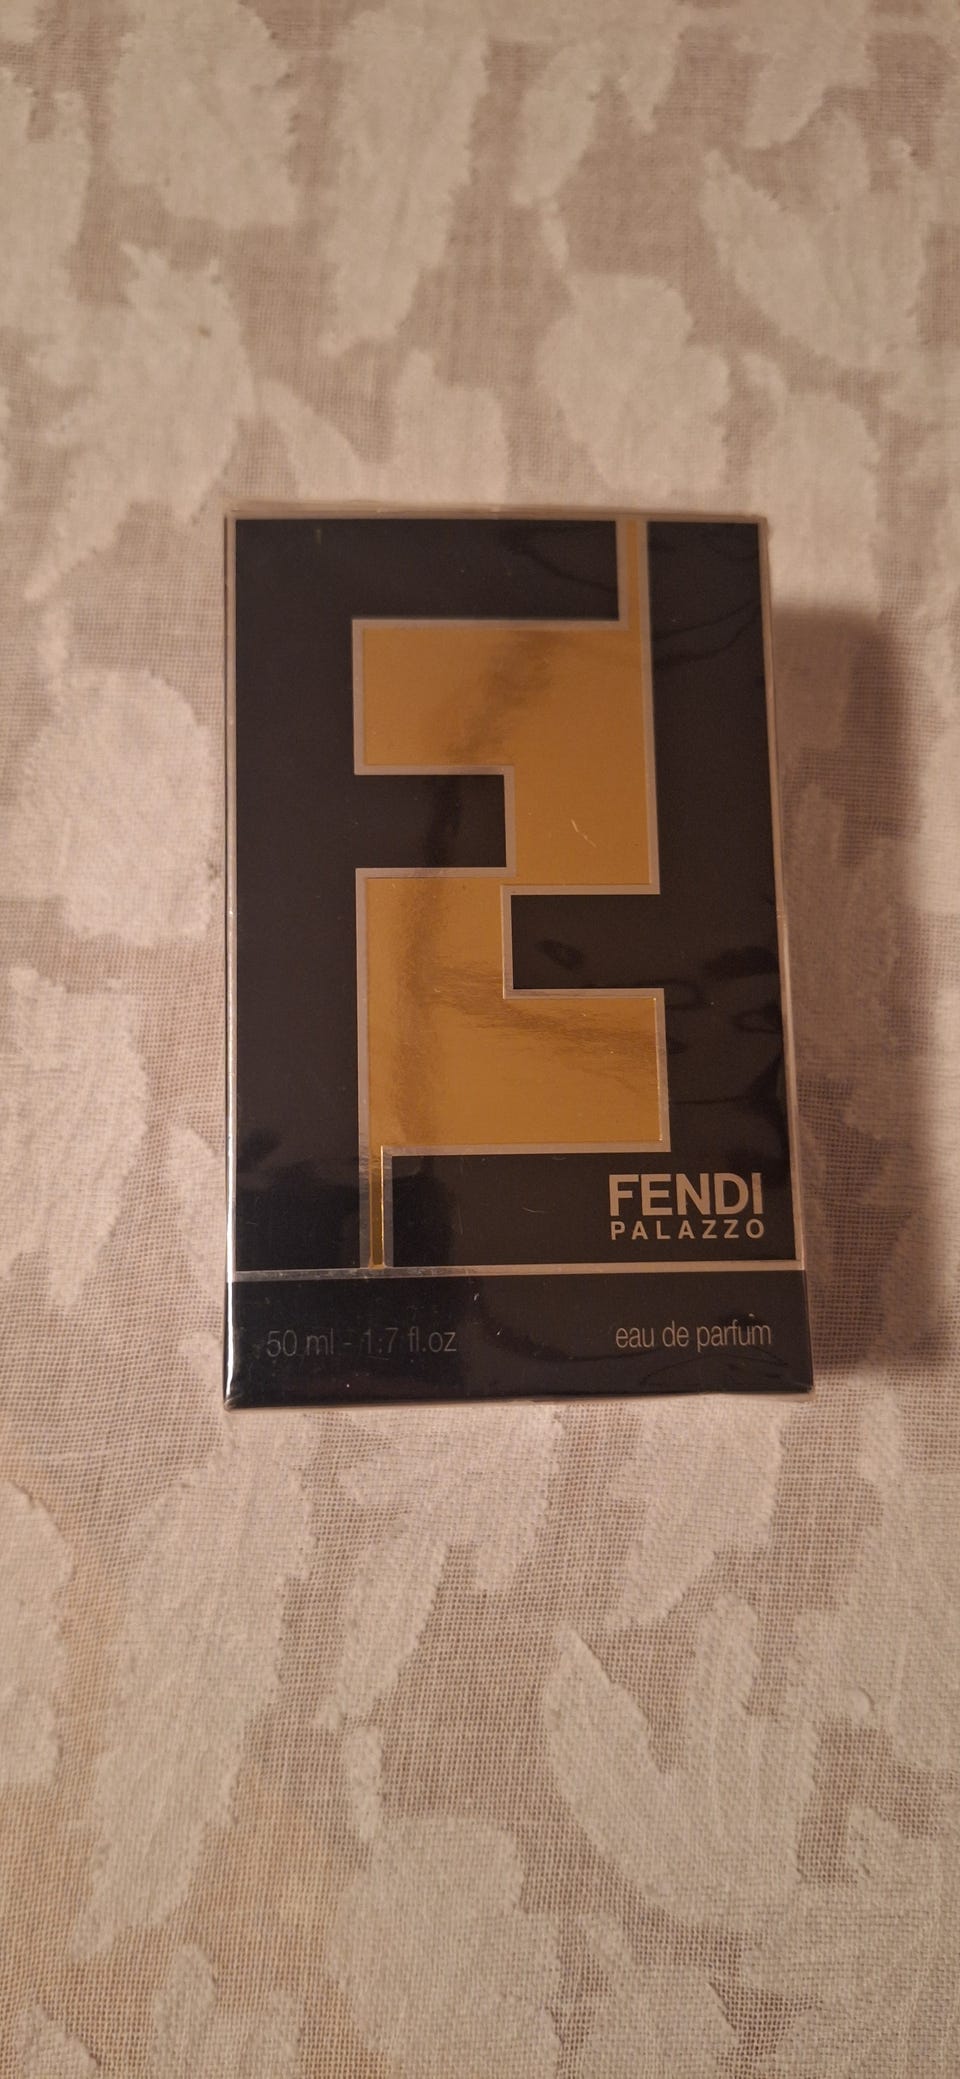 FENDI
PALAZZO
50 ml - 1.7 fl.oz
eau de parfum